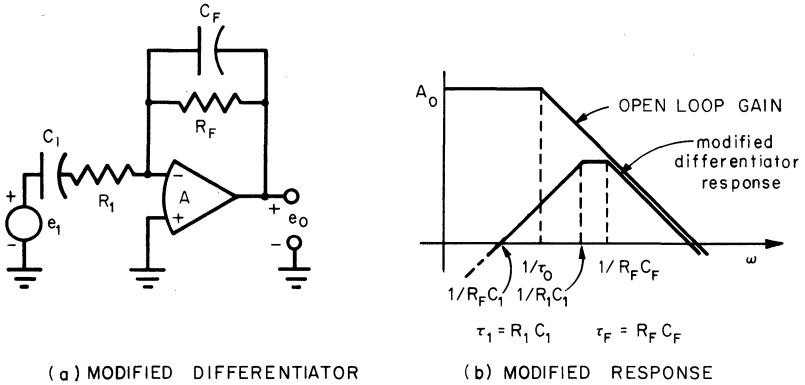 C_F
R_F
C_1
R_1
+
e_1
-
-
A
+
+
e_0
-
(a) MODIFIED DIFFERENTIATOR
A_0
OPEN LOOP GAIN
modified
differentiator
response
ω
1/τ_0
1/R_F C_F
1/R_F C_1
1/R_1 C_1
τ_1 = R_1 C_1
τ_F = R_F C_F
(b) MODIFIED RESPONSE